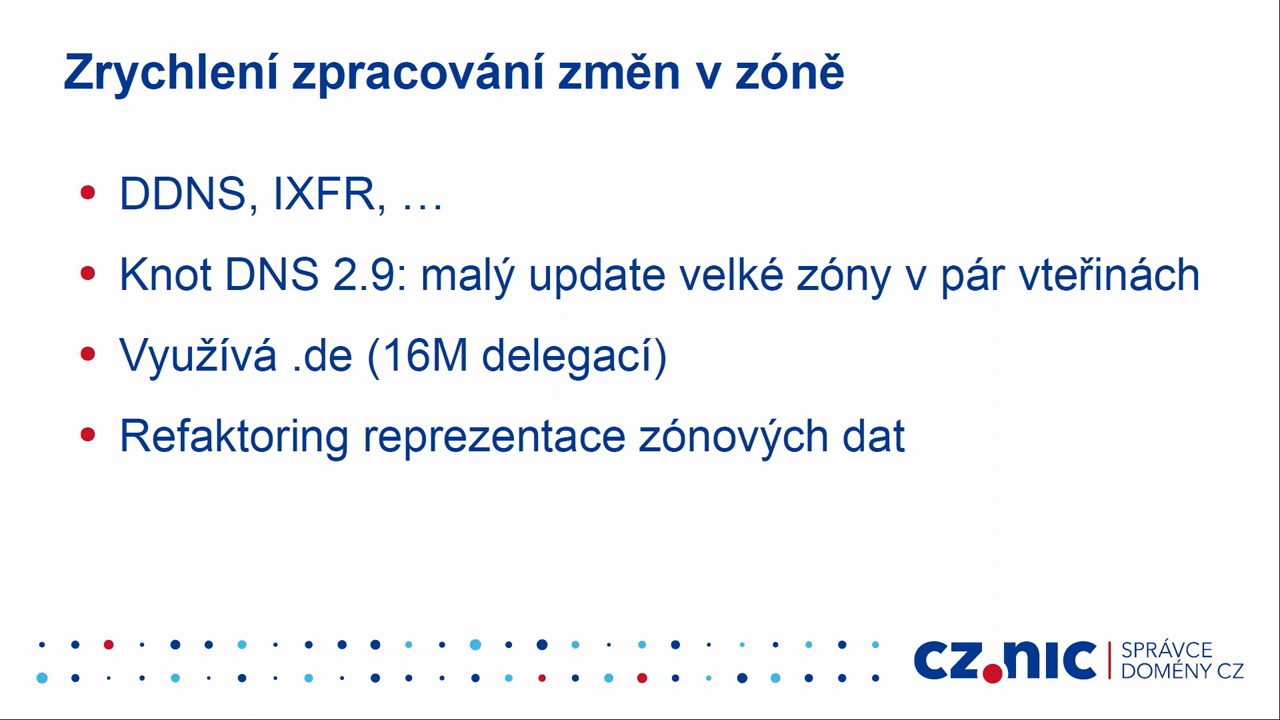 Zrychlení zpracování změn v zóně
• DDNS, IXFR, …
• Knot DNS 2.9: malý update velké zóny v pár vteřinách
• Využívá .de (16M delegací)
• Refaktoring reprezentace zónových dat
CZ.NIC
SPRÁVCE
DOMÉNY CZ